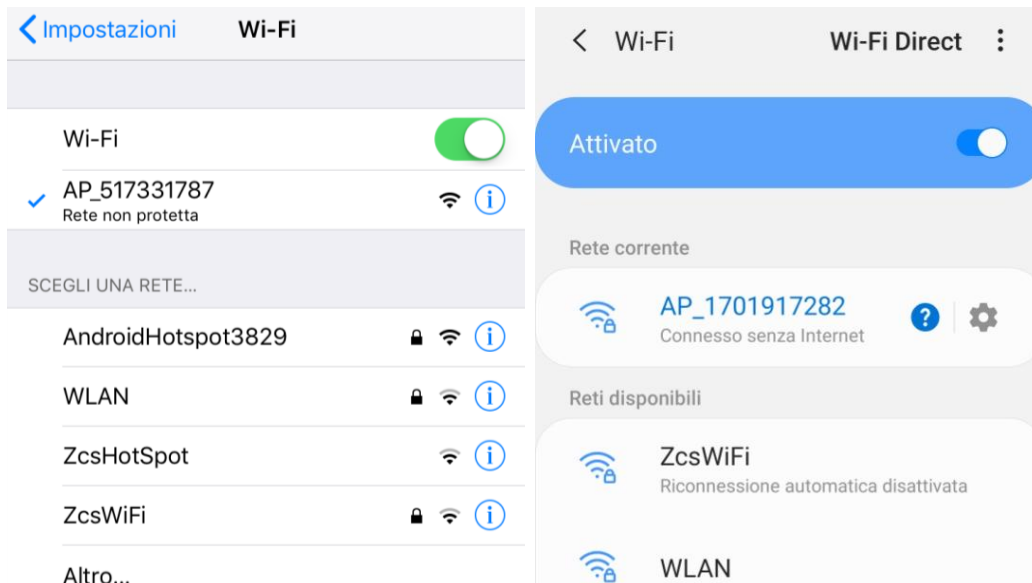 Impostazioni Wi-Fi
Wi-Fi
AP_517331787
Rete non protetta
SCEGLI UNA RETE...
AndroidHotspot3829
WLAN
ZcsHotSpot
ZcsWiFi
Altro...
Wi-Fi Wi-Fi Direct
Attivato
Rete corrente
AP_1701917282
Connesso senza Internet
Reti disponibili
ZcsWiFi
Riconnessione automatica disattivata
WLAN